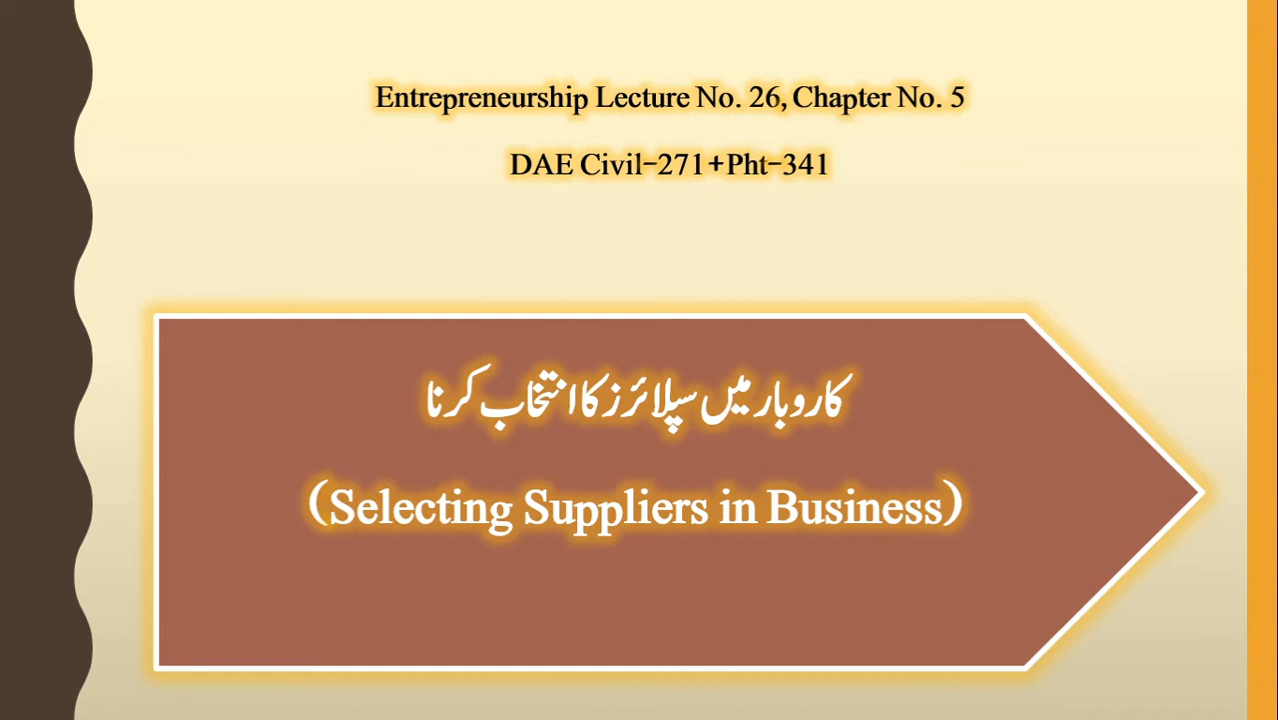 Entrepreneurship Lecture No. 26, Chapter No. 5
DAE Civil-271+Pht-341
کاروبار میں سپلائرز کا انتخاب کرنا
(Selecting Suppliers in Business)